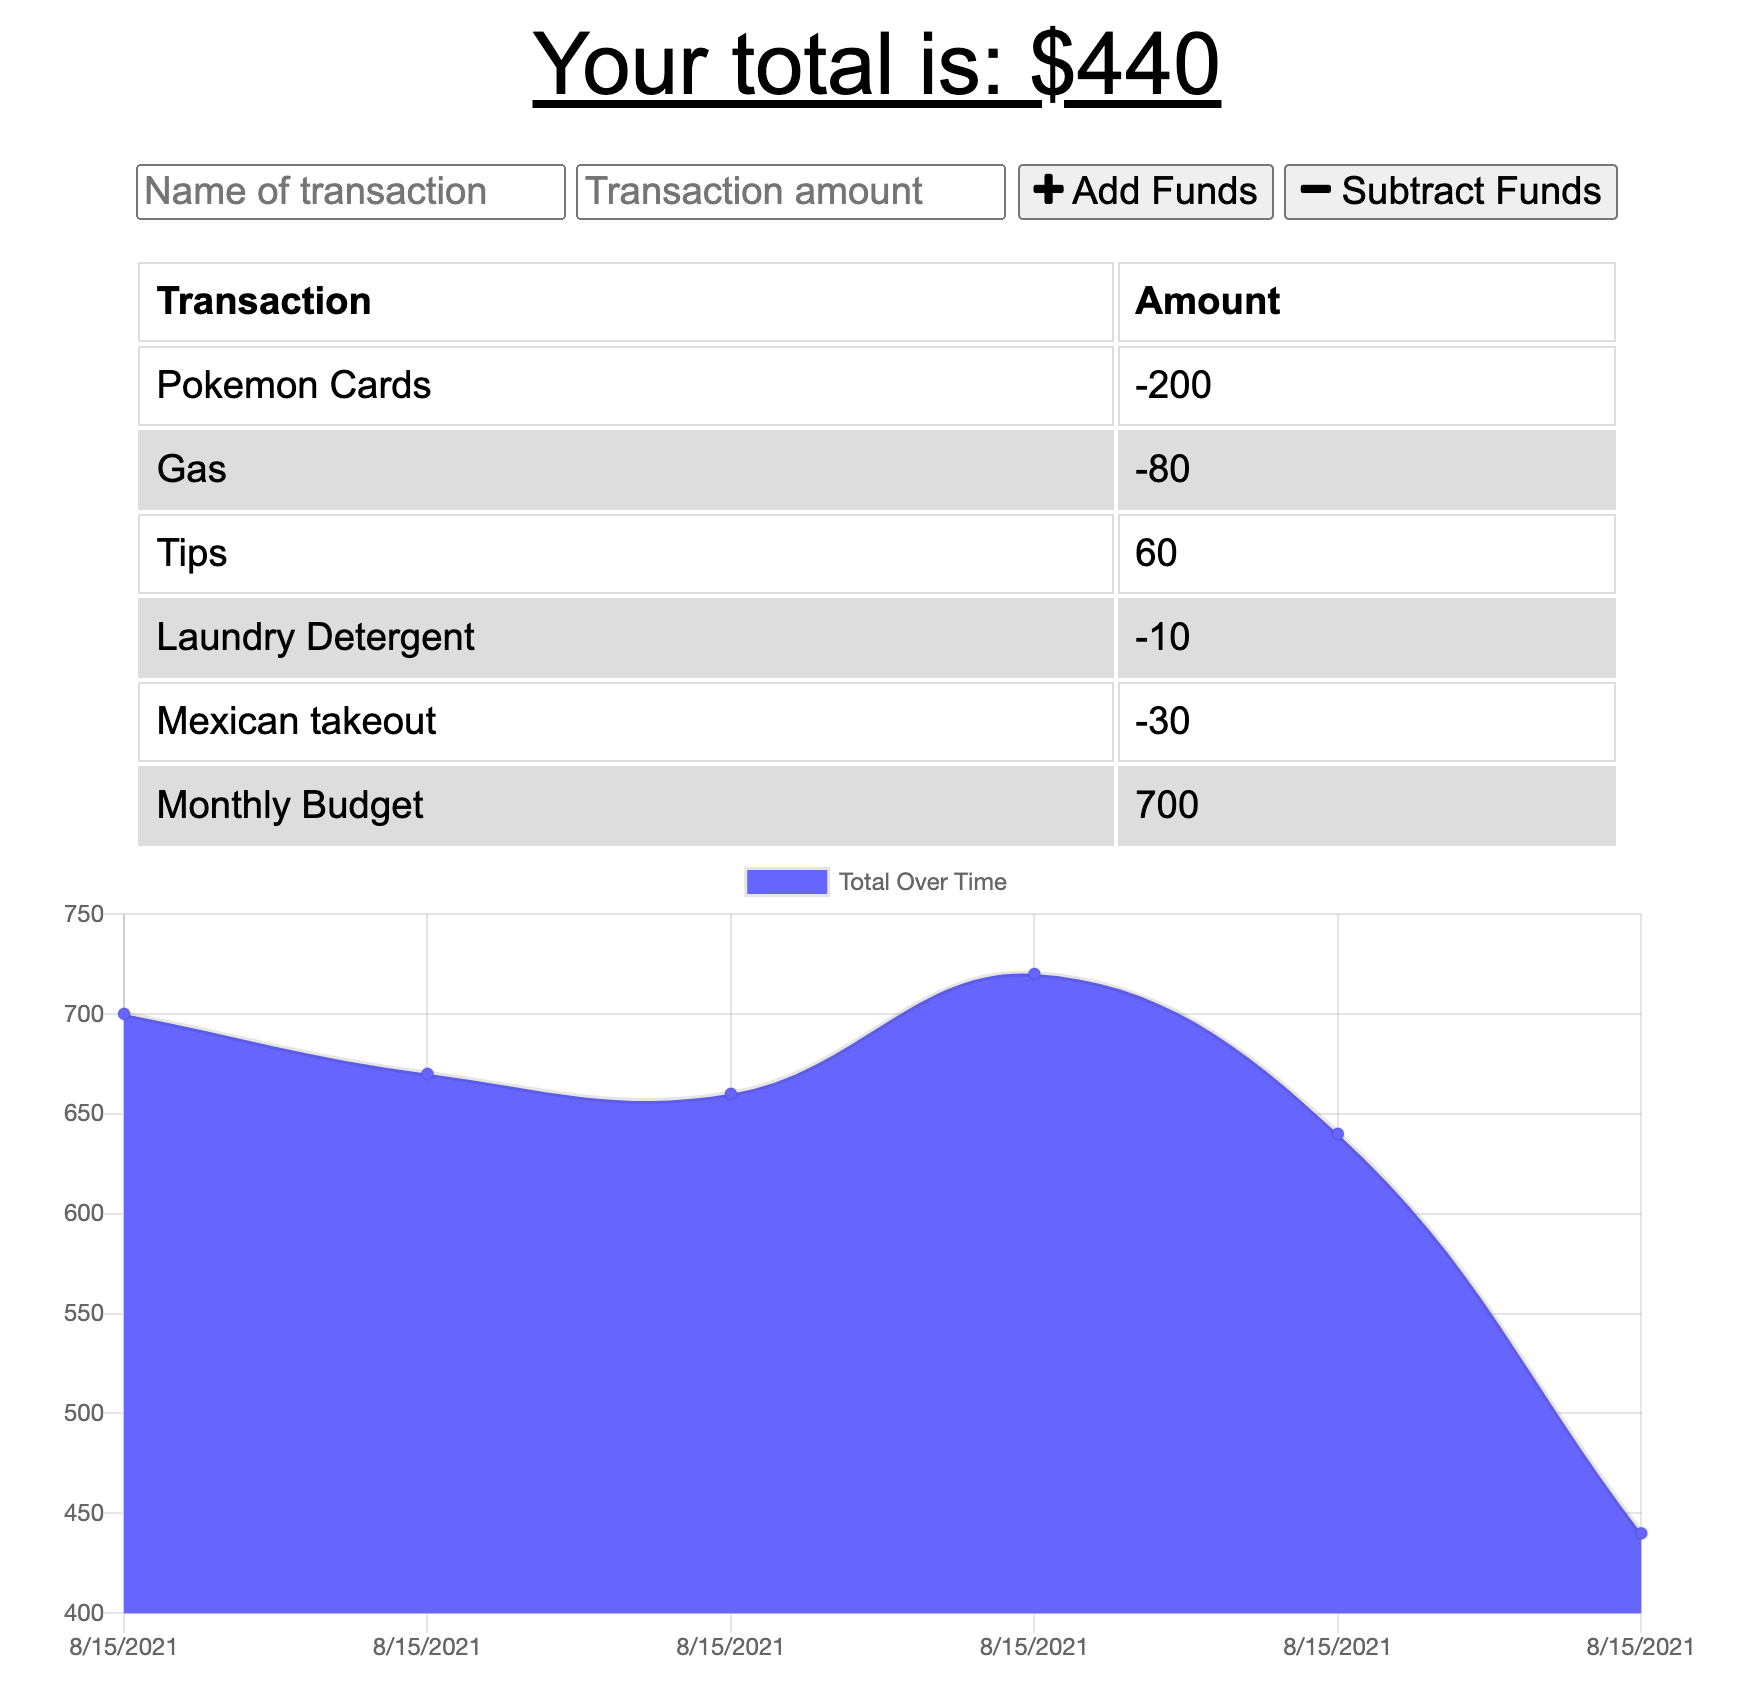 Your total is: $440
Name of transaction Transaction amount Add Funds Subtract Funds
Transaction Amount
Pokemon Cards -200
Gas -80
Tips 60
Laundry Detergent -10
Mexican takeout -30
Monthly Budget 700
Total Over Time
750
700
650
600
550
500
450
400
8/15/2021 8/15/2021 8/15/2021 8/15/2021 8/15/2021 8/15/2021